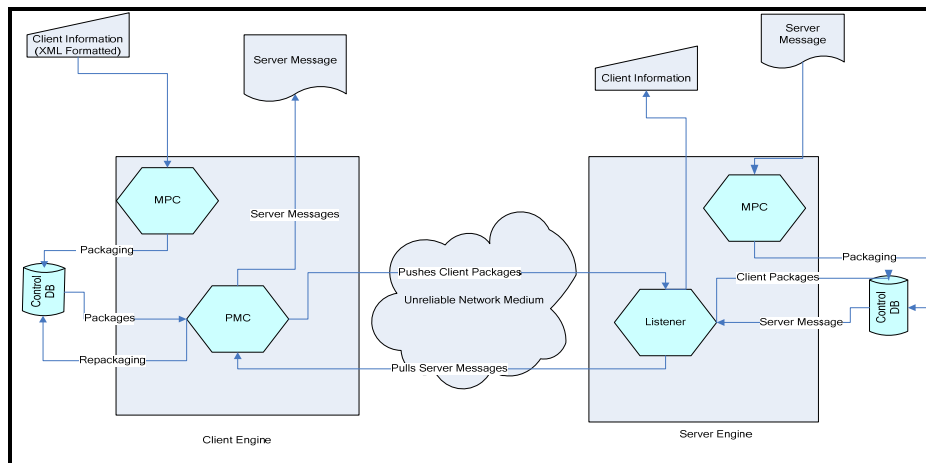 Client Information
(XML Formatted)
Server Message
Client Information
Server
Message
MPC
MPC
Server Messages
Packaging
Packaging
Control
DB
Pushes Client Packages
Client Packages
Unreliable Network Medium
Packages
PMC
Listener
Server Message
Control
DB
Repackaging
Pulls Server Messages
Client Engine
Server Engine